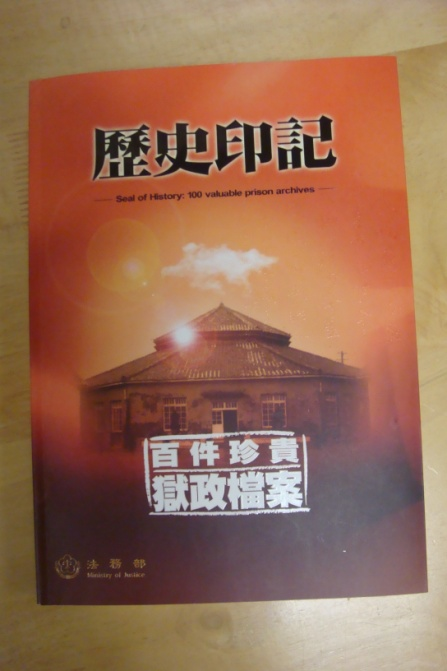 歷史印記
Seal of History: 100 valuable prison archives
百件珍貴
獄政檔案
法務部
Ministry of Justice